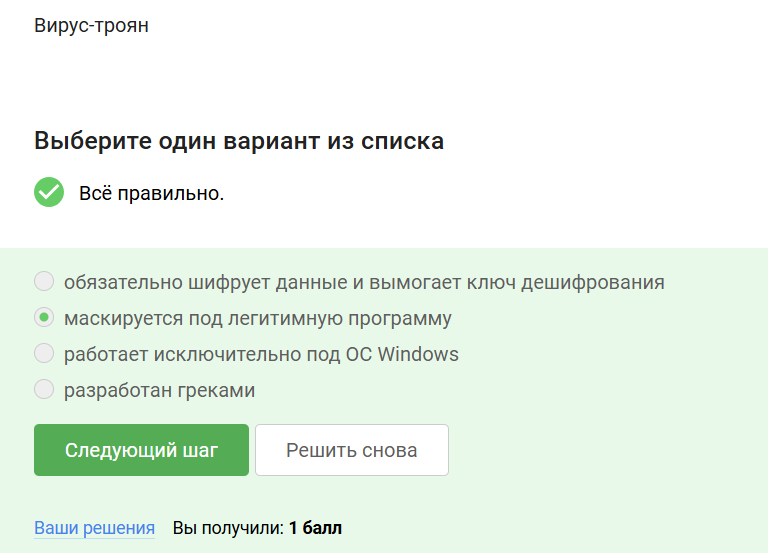 Вирус-троян
Выберите один вариант из списка
Всё правильно.
обязательно шифрует данные и вымогает ключ дешифрования
маскируется под легитимную программу
работает исключительно под ОС Windows
разработан греками
Следующий шаг Решить снова
Ваши решения Вы получили: 1 балл